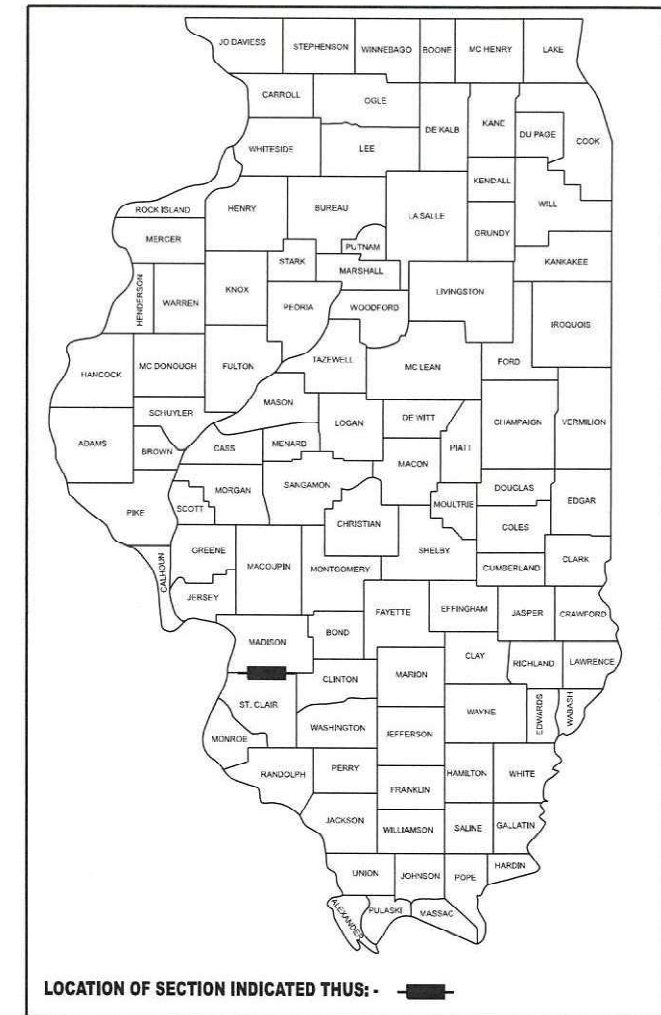 JO DAVIESS
STEPHENSON
WINNEBAGO
BOONE
MC HENRY
LAKE
CARROLL
OGLE
DE KALB
KANE
DU PAGE
COOK
WHITESIDE
LEE
KENDALL
WILL
ROCK ISLAND
HENRY
BUREAU
LA SALLE
GRUNDY
MERCER
PUTNAM
STARK
MARSHALL
KANKAKEE
HENDERSON
WARREN
KNOX
PEORIA
WOODFORD
LIVINGSTON
IROQUOIS
HANCOCK
MC DONOUGH
FULTON
TAZEWELL
MC LEAN
FORD
MASON
SCHUYLER
LOGAN
DE WITT
CHAMPAIGN
VERMILION
ADAMS
BROWN
CASS
MENARD
PIATT
MACON
PIKE
SCOTT
MORGAN
SANGAMON
MOULTRIE
DOUGLAS
EDGAR
CHRISTIAN
COLES
GREENE
MACOUPIN
MONTGOMERY
SHELBY
CUMBERLAND
CLARK
CALHOUN
JERSEY
FAYETTE
EFFINGHAM
JASPER
CRAWFORD
MADISON
BOND
CLAY
RICHLAND
LAWRENCE
CLINTON
MARION
ST. CLAIR
WAYNE
EDWARDS
WABASH
MONROE
WASHINGTON
JEFFERSON
RANDOLPH
PERRY
HAMILTON
WHITE
FRANKLIN
JACKSON
WILLIAMSON
SALINE
GALLATIN
UNION
JOHNSON
POPE
HARDIN
ALEXANDER
PULASKI
MASSAC
LOCATION OF SECTION INDICATED THUS: -